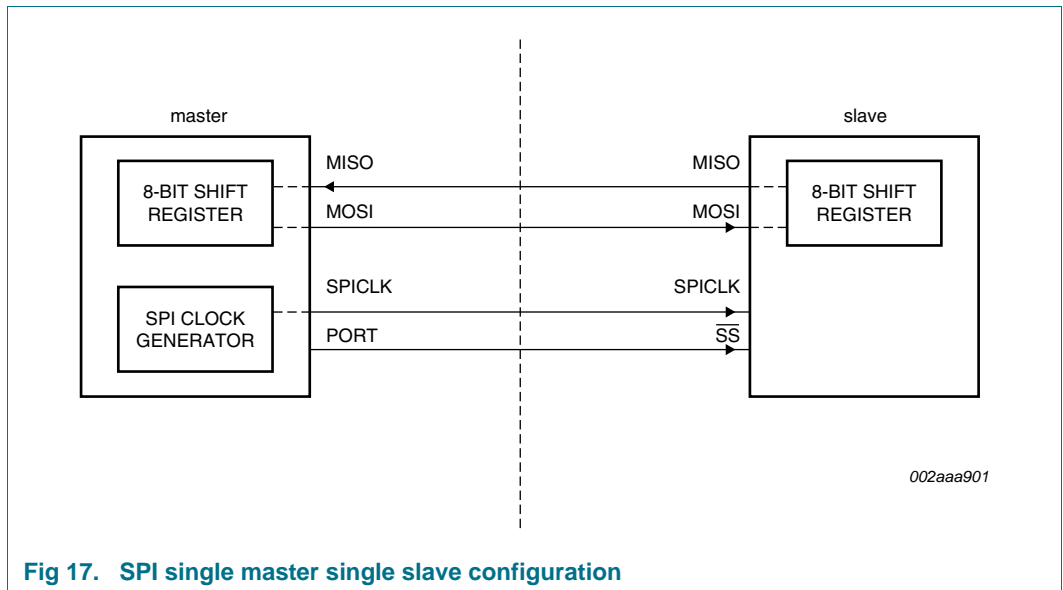 master
slave
8-BIT SHIFT
REGISTER
MISO
MISO
MOSI
MOSI
8-BIT SHIFT
REGISTER
SPI CLOCK
GENERATOR
SPICLK
SPICLK
PORT
S̅S̅
002aaa901
Fig 17. SPI single master single slave configuration